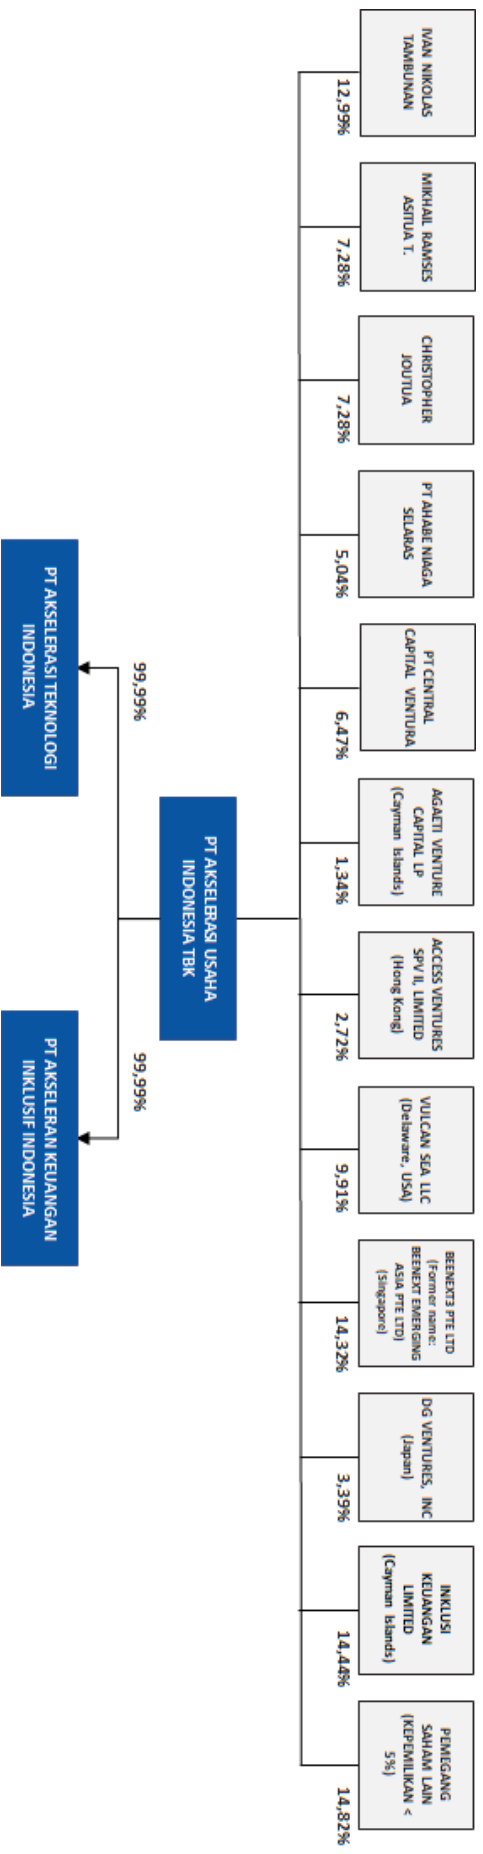 IVAN NIKOLAS
TAMBUNAN
12,99%
MIKHAIL RAMSES
ASITUA T.
7,28%
CHRISTOPHER
JOUTUA
7,28%
PT AHABE NIAGA
SELARAS
5,04%
PT CENTRAL
CAPITAL VENTURA
6,47%
AGAETI VENTURE
CAPITAL LP
(Cayman Islands)
1,34%
ACCESS VENTURES
SPV II, LIMITED
(Hong Kong)
2,72%
VULCAN SEA LLC
(Delaware, USA)
9,91%
BEENEXT3 PTE LTD
(Former name:
BEENEXT EMERGING
ASIA PTE LTD)
(Singapore)
14,32%
DG VENTURES, INC
(Japan)
3,39%
INKLUSI
KEUANGAN
LIMITED
(Cayman Islands)
14,44%
PEMEGANG
SAHAM LAIN
(KEPEMILIKAN <
5%)
14,82%
PT AKSELERASI USAHA
INDONESIA TBK
99,99%
99,99%
PT AKSELERASI TEKNOLOGI
INDONESIA
PT AKSELERAN KEUANGAN
INKLUSIF INDONESIA